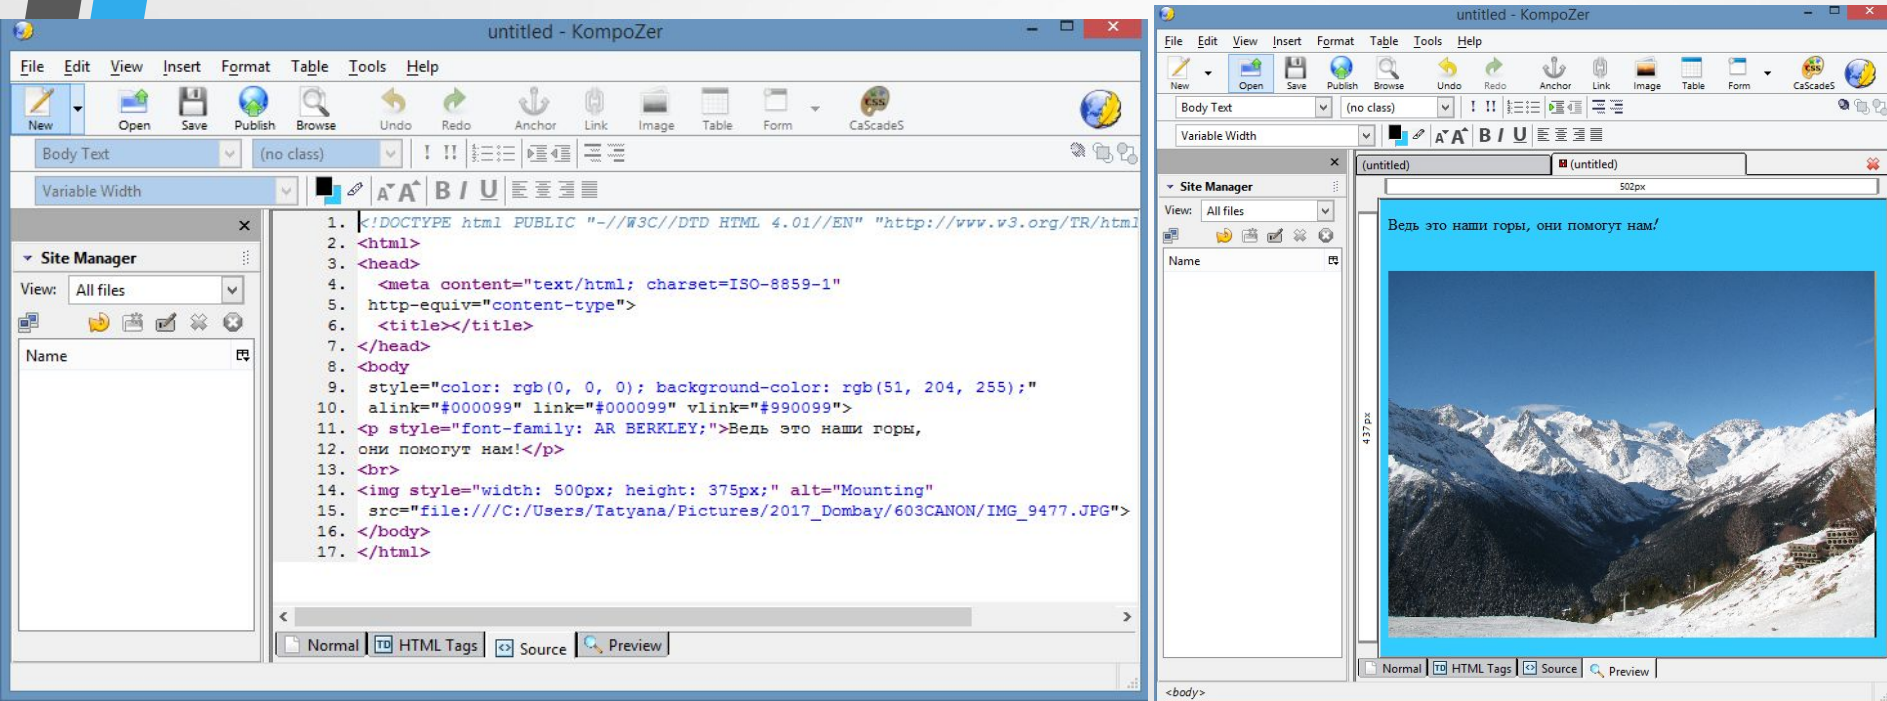 untitled - KompoZer
File Edit View Insert Format Table Tools Help
New Open Save Publish Browse Undo Redo Anchor Link Image Table Form CaScadeS
Body Text (no class) ! !!
Variable Width A A B I U
Site Manager
View: All files
Name
1. <!DOCTYPE html PUBLIC "-//W3C//DTD HTML 4.01//EN" "http://www.w3.org/TR/html
2. <html>
3. <head>
4. <meta content="text/html; charset=ISO-8859-1"
5. http-equiv="content-type">
6. <title></title>
7. </head>
8. <body
9. style="color: rgb(0, 0, 0); background-color: rgb(51, 204, 255);"
10. alink="#000099" link="#000099" vlink="#990099">
11. <p style="font-family: AR BERKLEY;">Ведь это наши горы,
12. они помогут нам!</p>
13. <br>
14. <img style="width: 500px; height: 375px;" alt="Mounting"
15. src="file:///C:/Users/Tatyana/Pictures/2017_Dombay/603CANON/IMG_9477.JPG">
16. </body>
17. </html>
Normal TD HTML Tags Source Preview
untitled - KompoZer
File Edit View Insert Format Table Tools Help
New Open Save Publish Browse Undo Redo Anchor Link Image Table Form CaScadeS
Body Text (no class) ! !!
Variable Width A A B I U
(untitled) (untitled)
Site Manager
View: All files
Name
502px
437px
Ведь это наши горы, они помогут нам!
Normal TD HTML Tags Source Preview
<body>